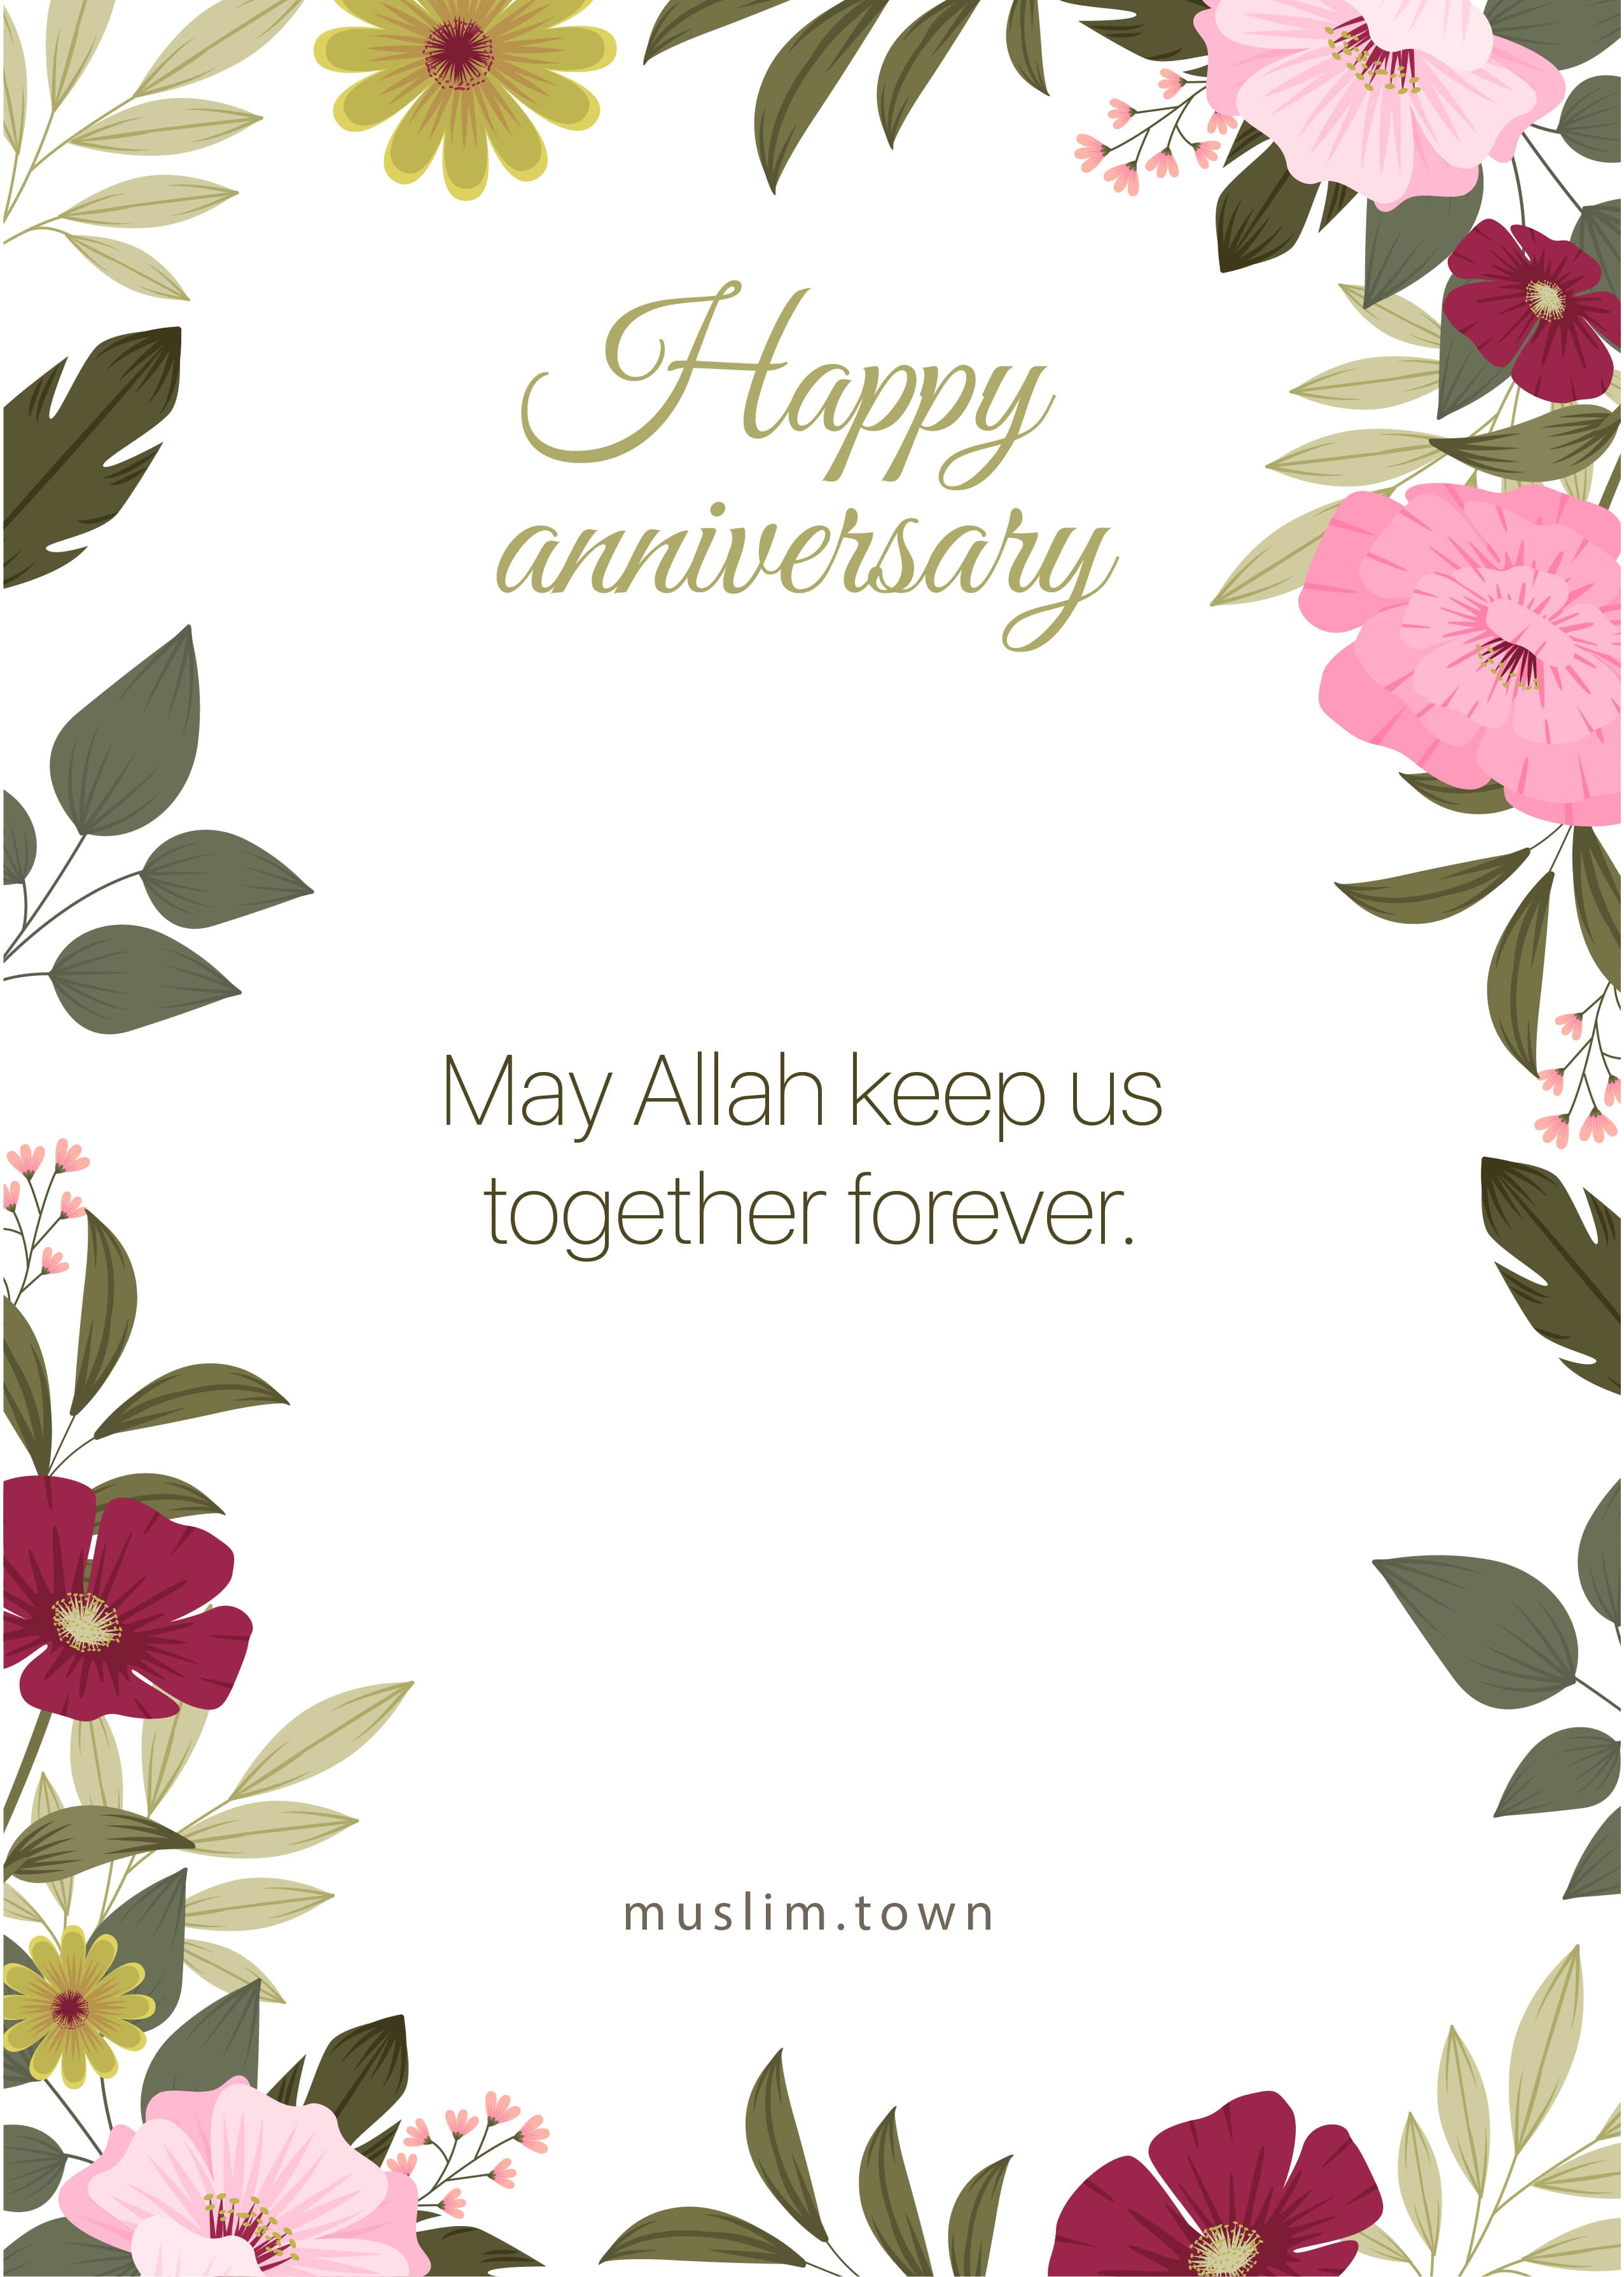 Happy
anniversary
May Allah keep us
together forever.
muslim.town